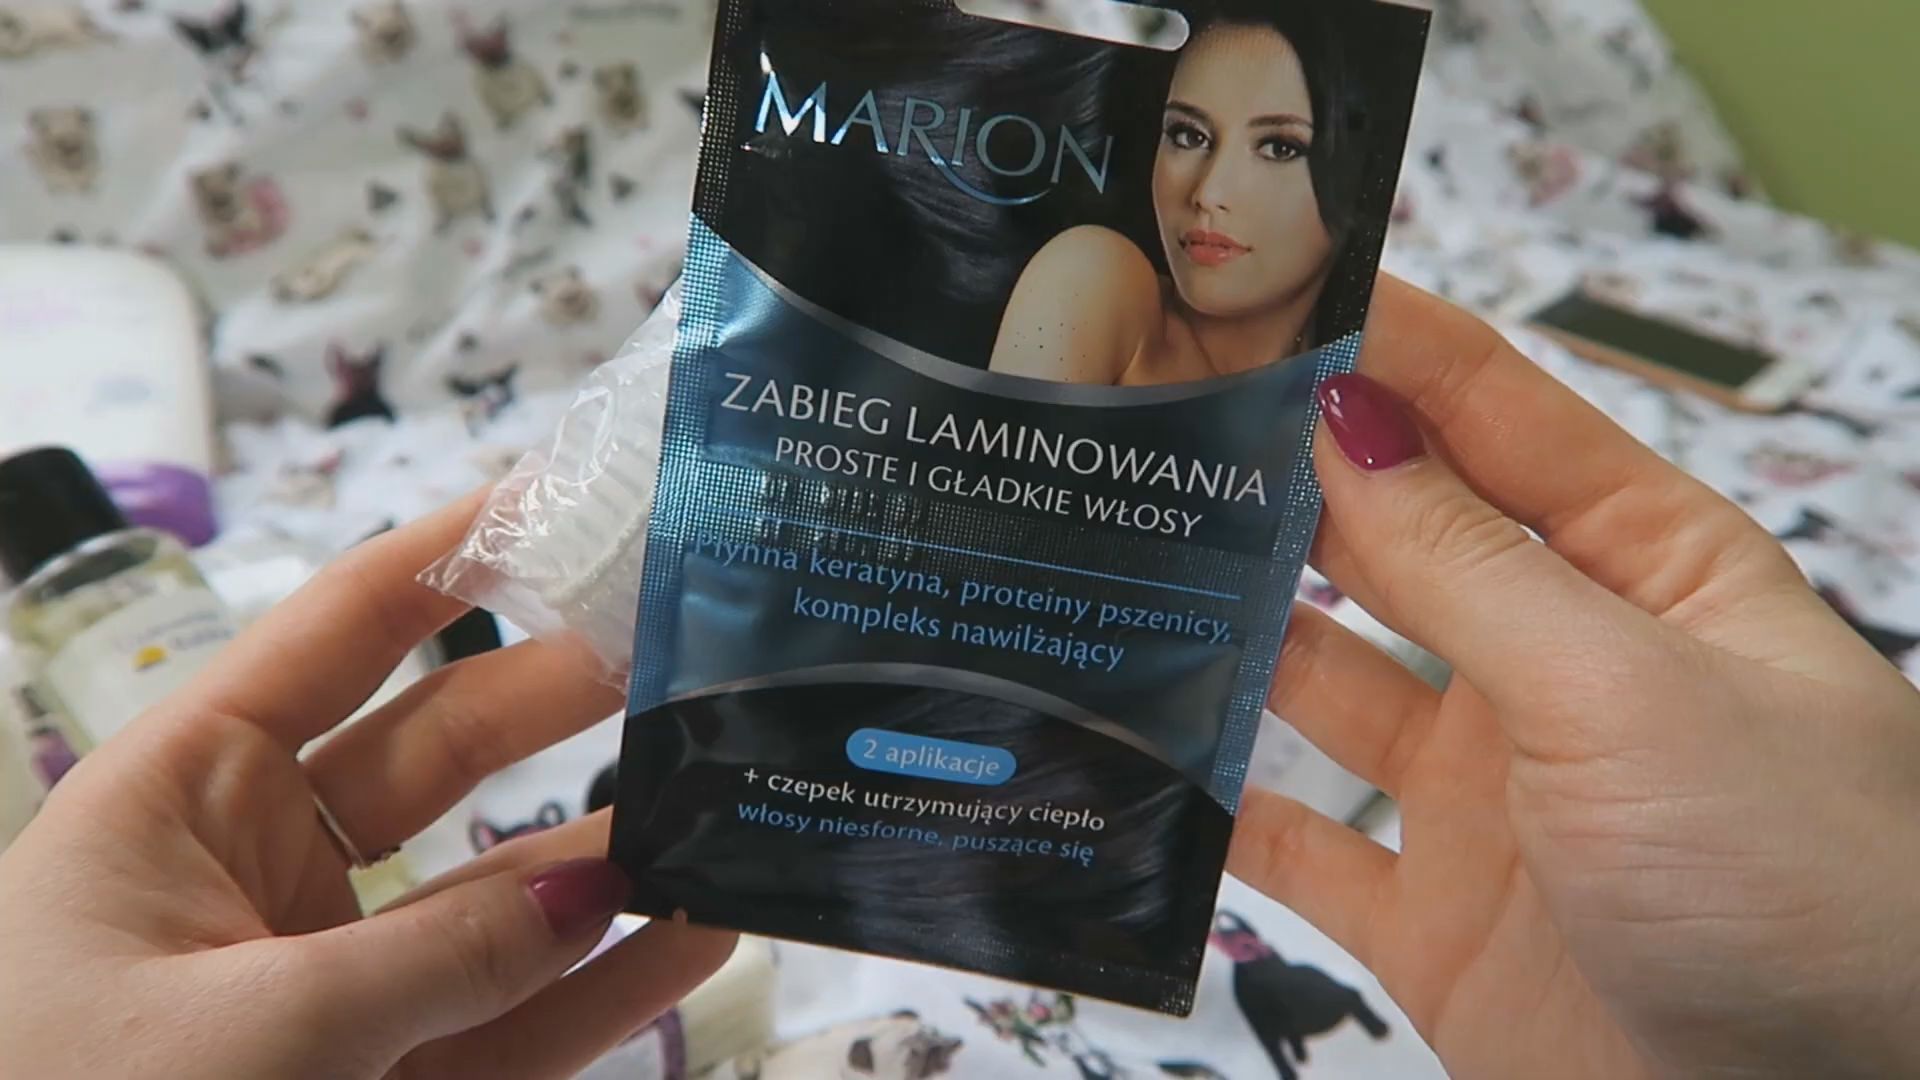 MARION
ZABIEG LAMINOWANIA
PROSTE I GŁADKIE WŁOSY
płynna keratyna, proteiny pszenicy,
kompleks nawilżający
2 aplikacje
+ czepek utrzymujący ciepło
włosy niesforne, puszące się